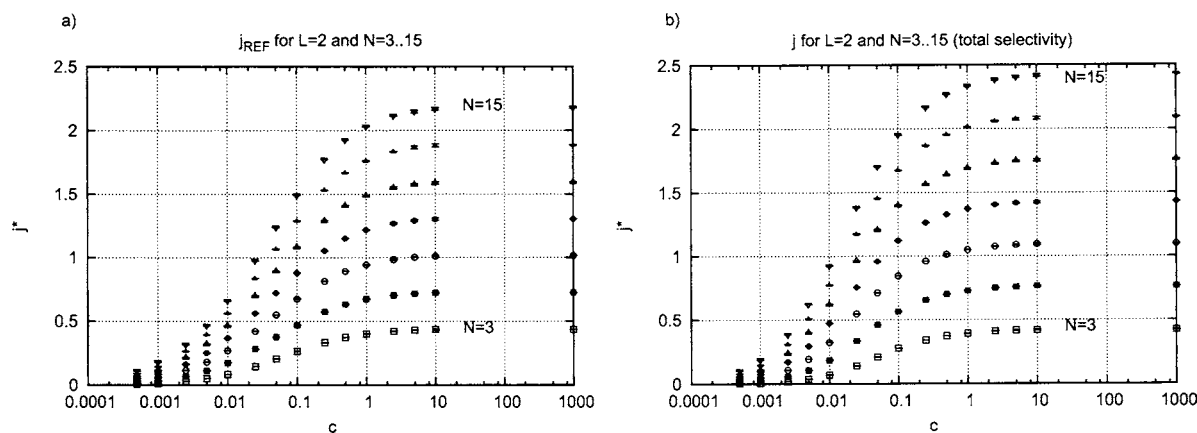 a)
j_REF for L=2 and N=3..15
2.5
2
1.5
1
0.5
0
j*
N=15
N=3
0.0001 0.001 0.01 0.1 1 10 100 1000
c
b)
j for L=2 and N=3..15 (total selectivity)
2.5
2
1.5
1
0.5
0
j*
N=15
N=3
0.0001 0.001 0.01 0.1 1 10 100 1000
c